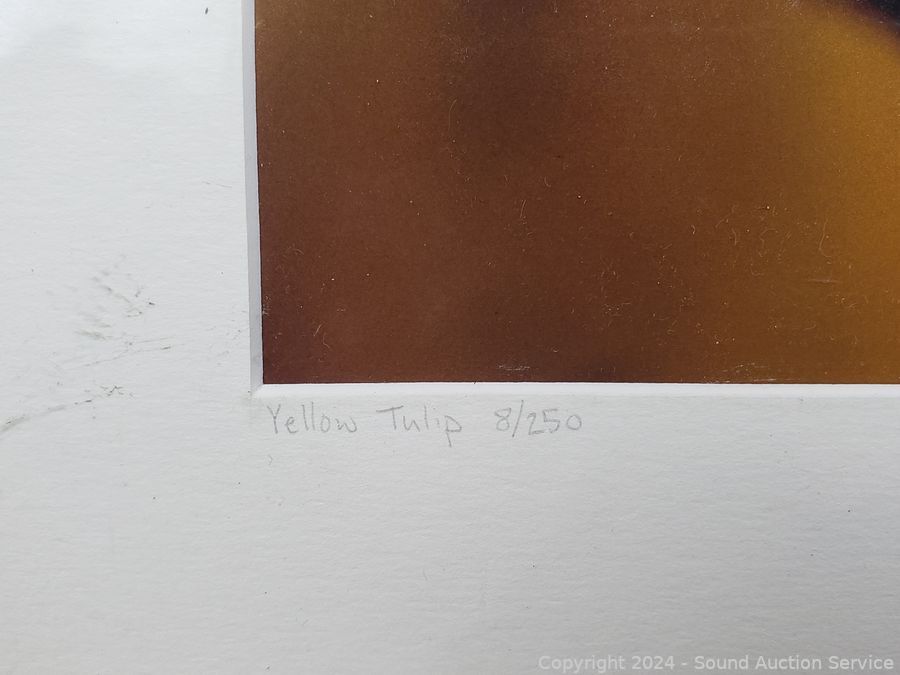 Yellow Tulip 8/250
Copyright 2024 - Sound Auction Service